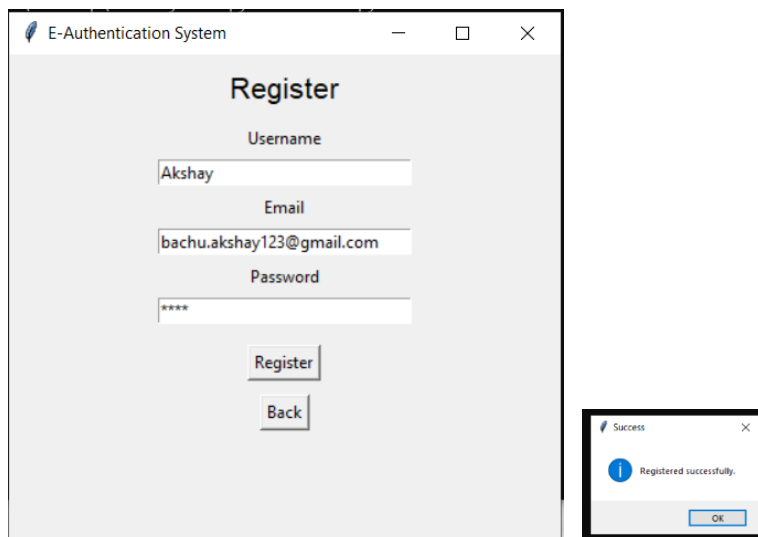 E-Authentication System
Register
Username
Akshay
Email
bachu.akshay123@gmail.com
Password
****
Register
Back
Success
Registered successfully.
OK